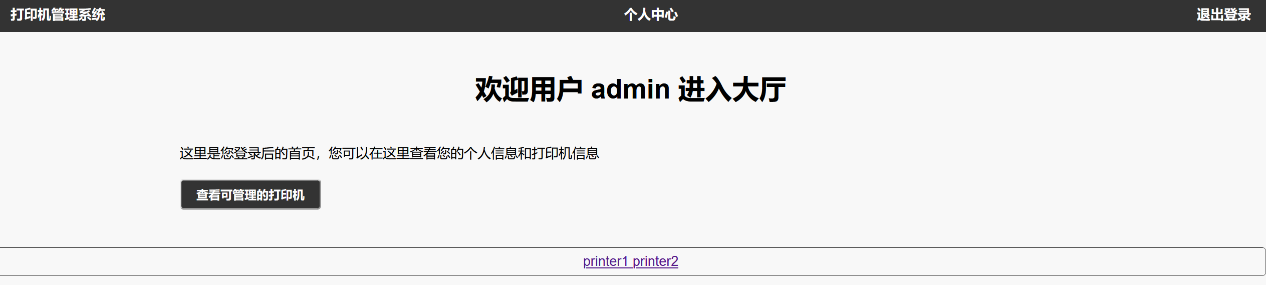 打印机管理系统 个人中心 退出登录
欢迎用户 admin 进入大厅
这里是您登录后的首页，您可以在这里查看您的个人信息和打印机信息
查看可管理的打印机
printer1 printer2